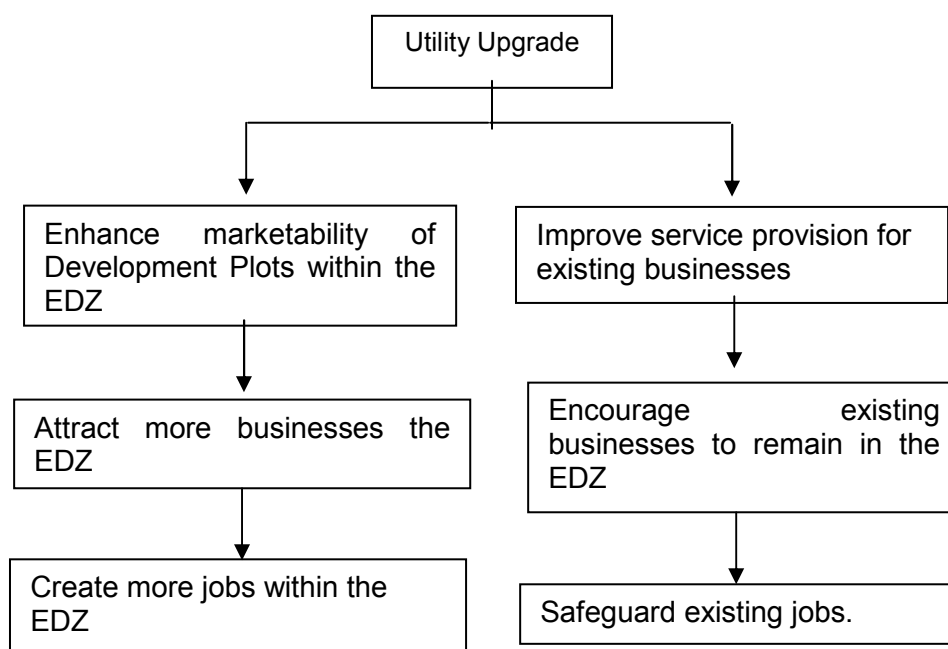 Utility Upgrade
Enhance marketability of
Development Plots within the
EDZ
Improve service provision for
existing businesses
Attract more businesses the
EDZ
Encourage existing
businesses to remain in the
EDZ
Create more jobs within the
EDZ
Safeguard existing jobs.